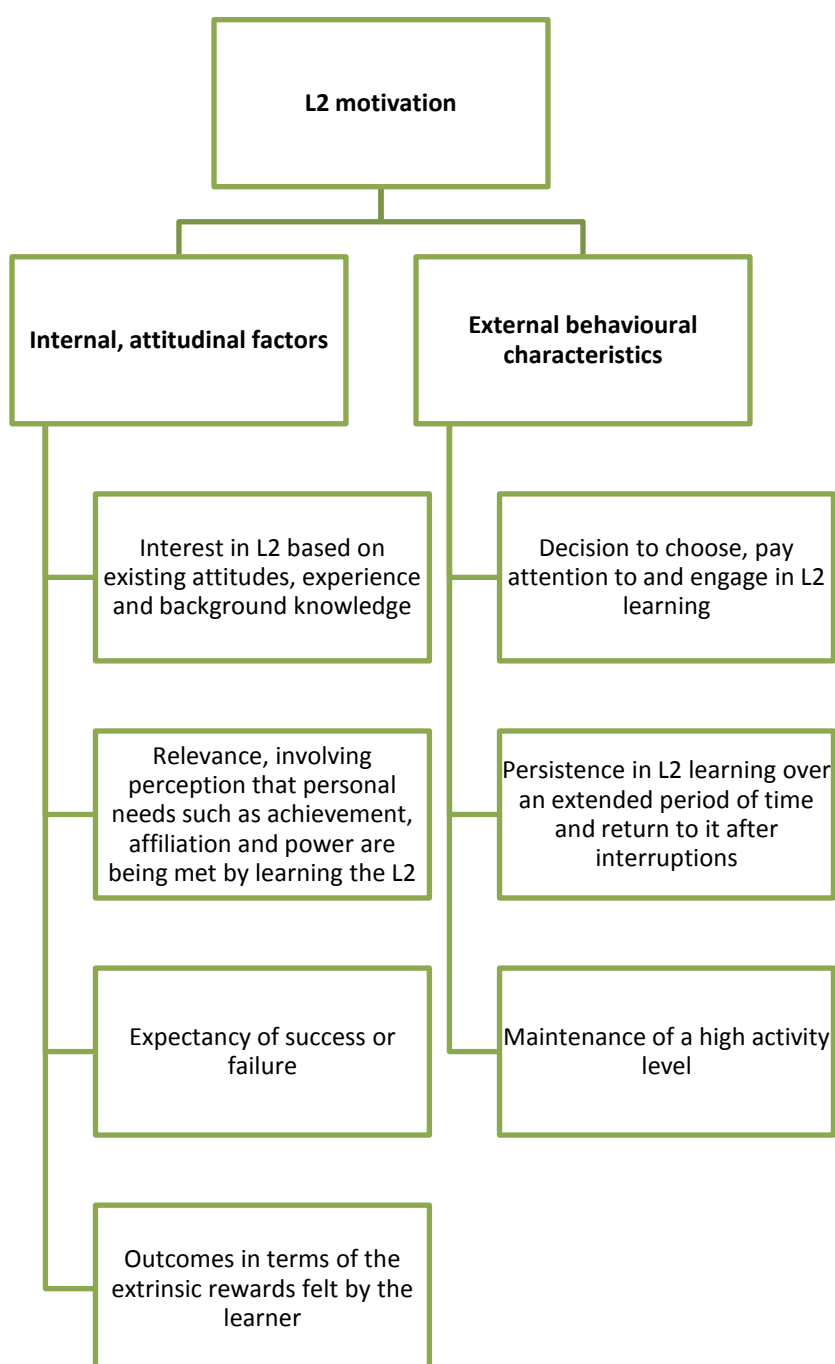 L2 motivation
Internal, attitudinal factors
External behavioural
characteristics
Interest in L2 based on
existing attitudes, experience
and background knowledge
Relevance, involving
perception that personal
needs such as achievement,
affiliation and power are
being met by learning the L2
Expectancy of success or
failure
Outcomes in terms of the
extrinsic rewards felt by the
learner
Decision to choose, pay
attention to and engage in L2
learning
Persistence in L2 learning over
an extended period of time
and return to it after
interruptions
Maintenance of a high activity
level